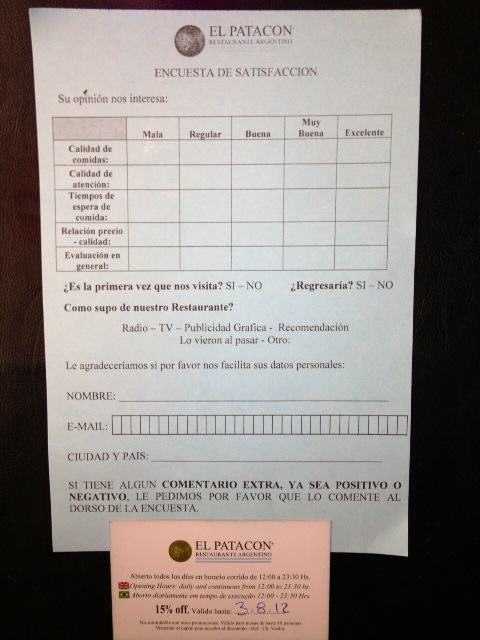 EL PATACON
RESTAURANTE ARGENTINO
ENCUESTA DE SATISFACCION
Su opinión nos interesa:
Mala Regular Buena Muy Buena Excelente
Calidad de comidas:
Calidad de atención:
Tiempos de espera de comida:
Relación precio - calidad:
Evaluación en general:
¿Es la primera vez que nos visita? SI – NO ¿Regresaría? SI – NO
Como supo de nuestro Restaurante?
Radio – TV – Publicidad Grafica - Recomendación
Lo vieron al pasar - Otro:
Le agradeceríamos si por favor nos facilita sus datos personales:
NOMBRE:
E-MAIL:
CIUDAD Y PAIS:
SI TIENE ALGUN COMENTARIO EXTRA, YA SEA POSITIVO O
NEGATIVO, LE PEDIMOS POR FAVOR QUE LO COMENTE AL
DORSO DE LA ENCUESTA.
EL PATACON
RESTAURANTE ARGENTINO
Abierto todos los días en horario corrido de 12:00 a 23:30 Hs.
Opening Hours: daily and continuous from 12:00 to 23:30 hs.
Aberto diariamente em tempo de execução 12:00 - 23:30 Hrs
15% off. Válido hasta: 3.8.12
No acumulable con otras promociones. Válido para mesas de hasta 10 personas.
Presentar el cupón para acceder al descuento - Ref.: Ch